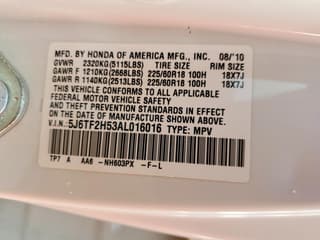 MFD. BY HONDA OF AMERICA MFG., INC. 08/'10
GVWR 2320KG(5115LBS) TIRE SIZE RIM SIZE
GAWR F 1210KG(2668LBS) 225/60R18 100H 18X7J
GAWR R 1140KG(2513LBS) 225/60R18 100H 18X7J
THIS VEHICLE CONFORMS TO ALL APPLICABLE
FEDERAL MOTOR VEHICLE SAFETY, BUMPER,
AND THEFT PREVENTION STANDARDS IN EFFECT
ON THE DATE OF MANUFACTURE SHOWN ABOVE.
V.I.N.: 5J6TF2H53AL016016 TYPE: MPV
TP7 A AA6 -NH603PX -F-L